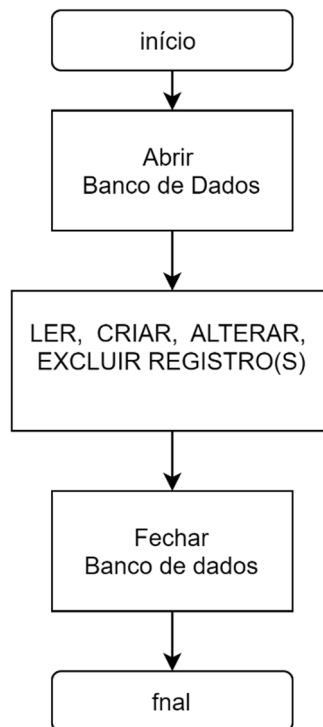 início
Abrir
Banco de Dados
LER, CRIAR, ALTERAR,
EXCLUIR REGISTRO(S)
Fechar
Banco de dados
fnal